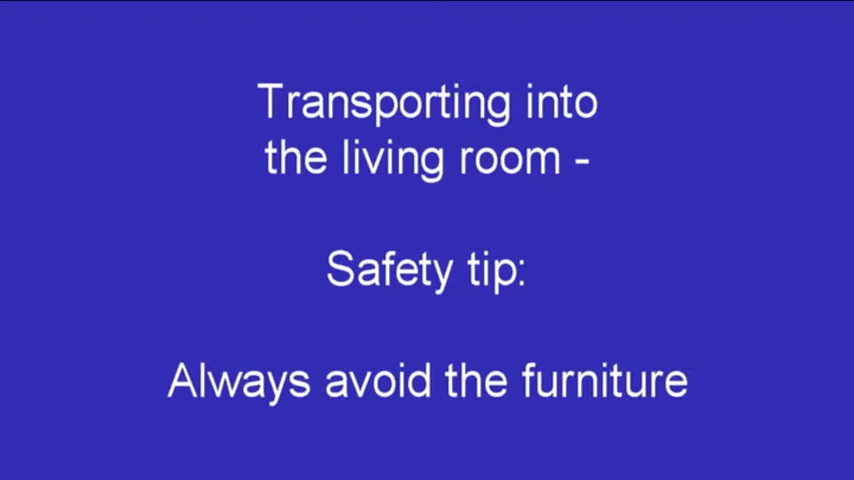 Transporting into
the living room -
Safety tip:
Always avoid the furniture